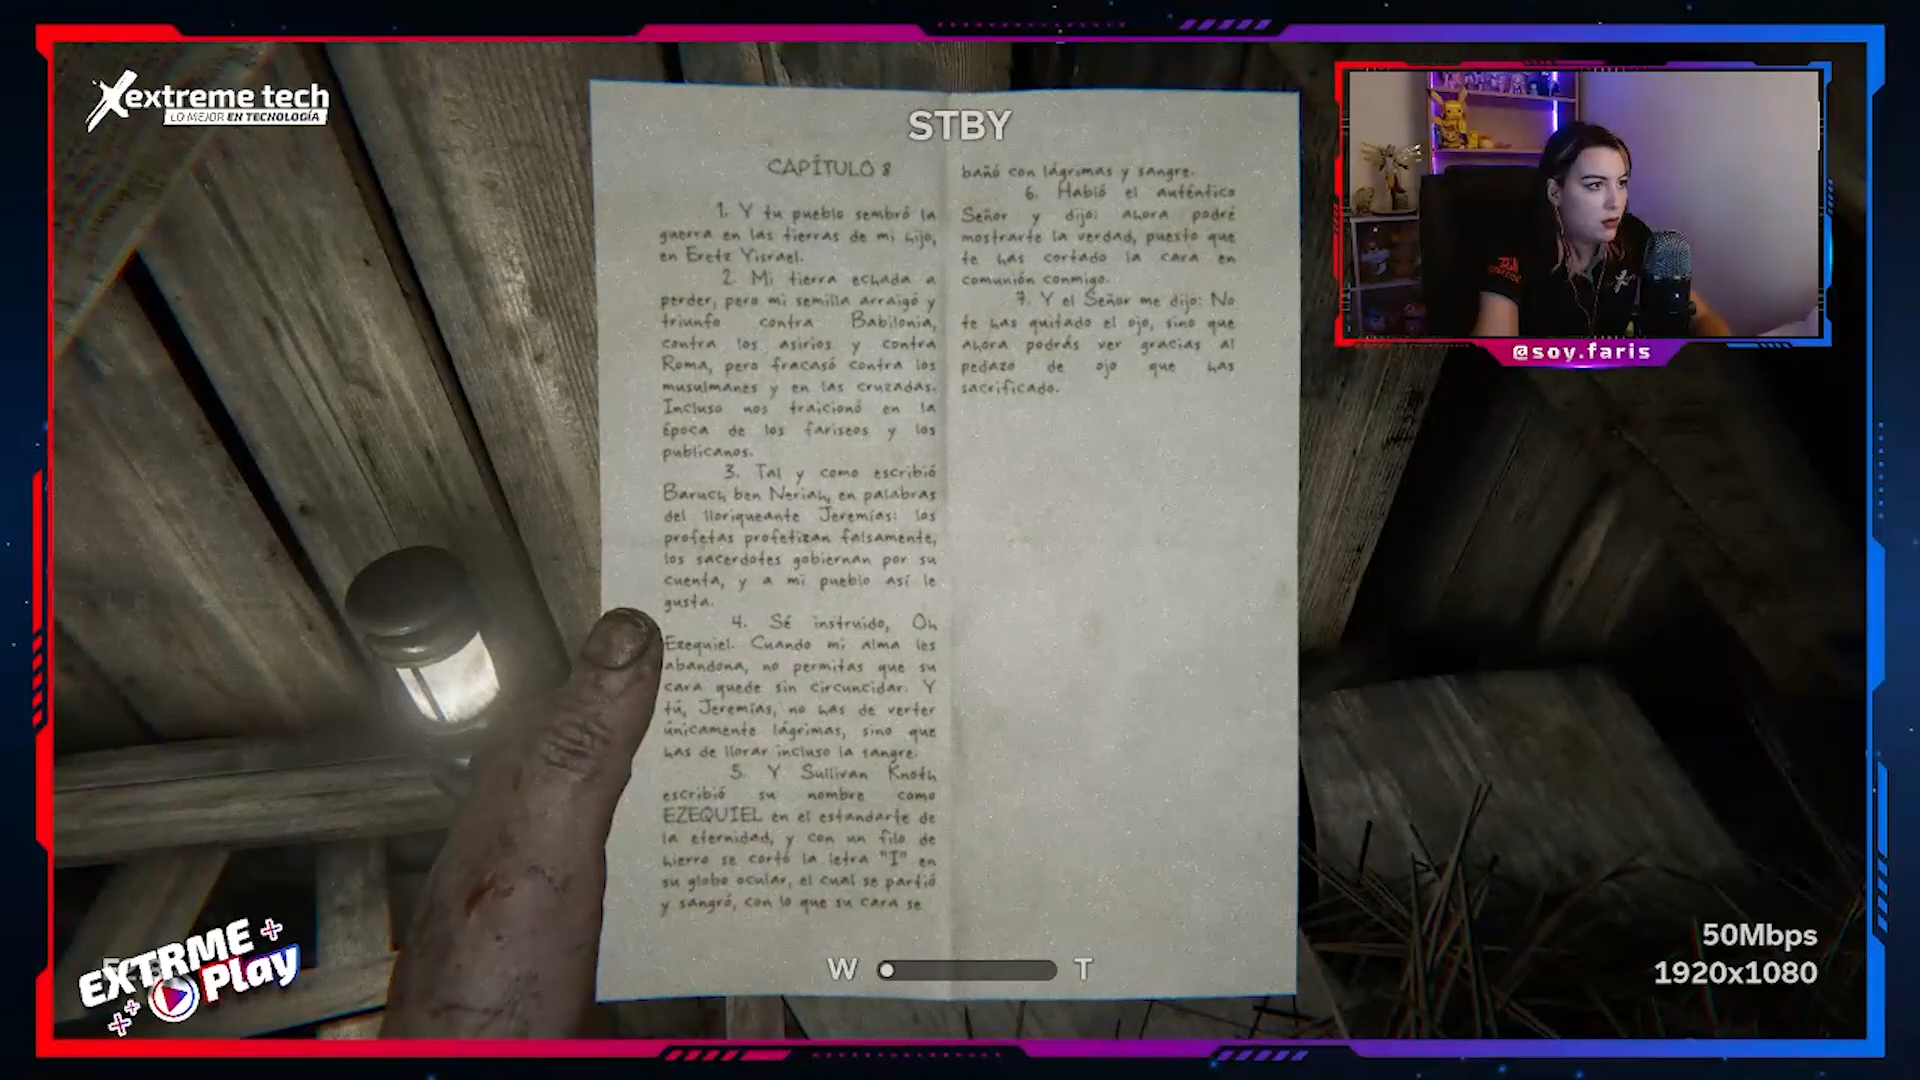 extreme tech
LO MEJOR EN TECNOLOGÍA
STBY
CAPÍTULO 8
1. Y tu pueblo sembró la
guerra en las tierras de mi hijo,
en Eretz Yisrael.
2. Mi tierra echada a
perder, pero mi semilla arraigó y
triunfo contra Babilonia,
contra los asirios y contra
Roma, pero fracasó contra los
musulmanes y en las cruzadas.
Incluso nos traicionó en la
época de los fariseos y los
publicanos.
3. Tal y como escribió
Baruch ben Neriah, en palabras
del lloriqueante Jeremías: los
profetas profetizan falsamente,
los sacerdotes gobiernan por su
cuenta, y a mi pueblo así le
gusta.
4. Sé instruido, Oh
Ezequiel. Cuando mi alma les
abandona, no permitas que su
cara quede sin circuncidar. Y
tú, Jeremías, no has de verter
únicamente lágrimas, sino que
has de llorar incluso la sangre.
5. Y Sullivan Knoth
escribió su nombre como
EZEQUIEL en el estandarte de
la eternidad, y con un filo de
hierro se cortó la letra "I" en
su globo ocular, el cual se partió
y sangró, con lo que su cara se
bañó con lágrimas y sangre.
6. Habló el auténtico
Señor y dijo: ahora podré
mostrarte la verdad, puesto que
te has cortado la cara en
comunión conmigo.
7. Y el Señor me dijo: No
te has quitado el ojo, sino que
ahora podrás ver gracias al
pedazo de ojo que has
sacrificado.
@soy.faris
W T
50Mbps
1920x1080
EXTRME
Play